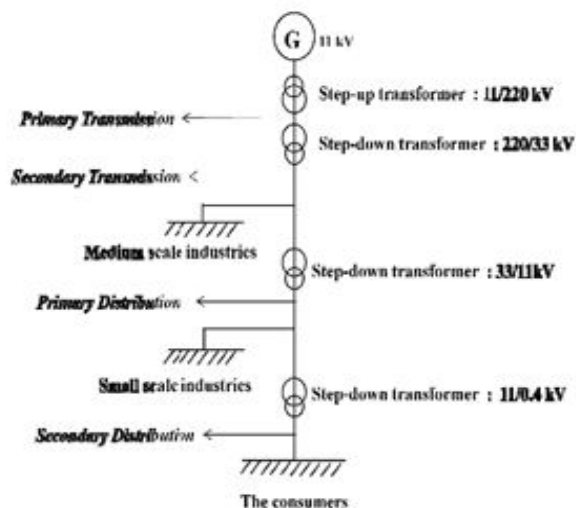 G 11 kV
Step-up transformer : 11/220 kV
Primary Transmission
Step-down transformer : 220/33 kV
Secondary Transmission
Medium scale industries
Step-down transformer : 33/11kV
Primary Distribution
Small scale industries
Step-down transformer : 11/0.4 kV
Secondary Distribution
The consumers